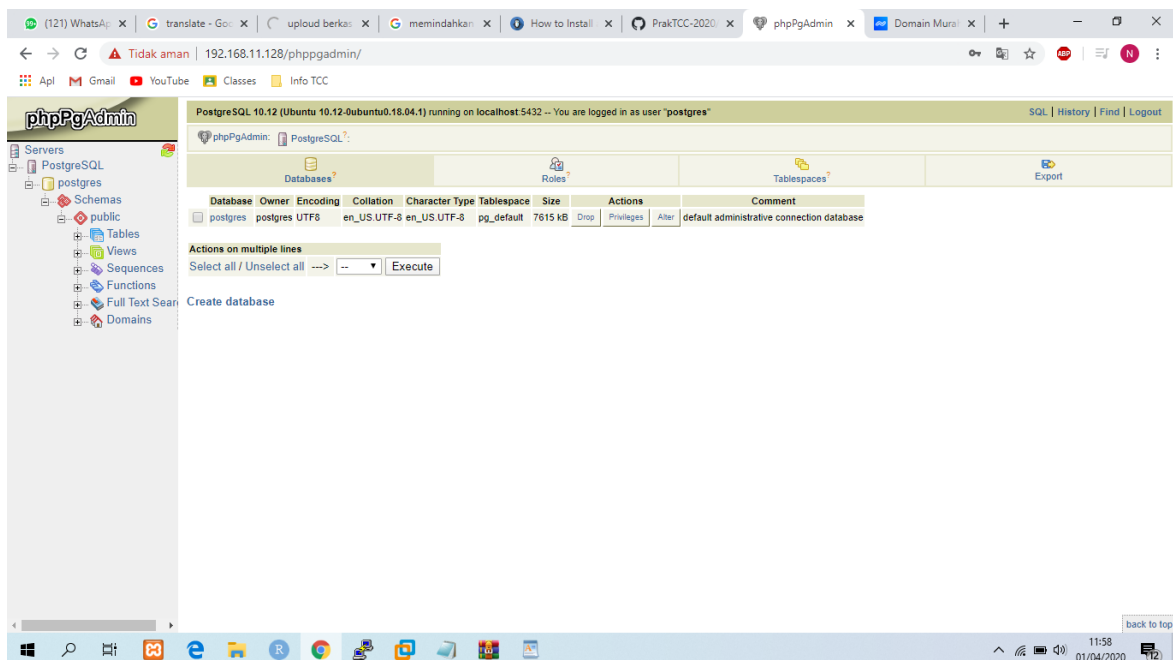 (121) WhatsAp
translate - Goo
uploud berkas
memindahkan
How to Install
PrakTCC-2020
phpPgAdmin
Domain Mural
Tidak aman | 192.168.11.128/phppgadmin/
ABP
N
Apl Gmail YouTube Classes Info TCC
phpPgAdmin
PostgreSQL 10.12 (Ubuntu 10.12-0ubuntu0.18.04.1) running on localhost:5432 -- You are logged in as user "postgres"
SQL | History | Find | Logout
phpPgAdmin: PostgreSQL?:
Servers
PostgreSQL
postgres
Schemas
public
Tables
Views
Sequences
Functions
Full Text Sear
Domains
Databases? Roles? Tablespaces? Export
Database Owner Encoding Collation Character Type Tablespace Size Actions Comment
postgres postgres UTF8 en_US.UTF-8 en_US.UTF-8 pg_default 7615 kB Drop Privileges Alter default administrative connection database
Actions on multiple lines
Select all / Unselect all ---> -- Execute
Create database
back to top
11:58
01/04/2020
12